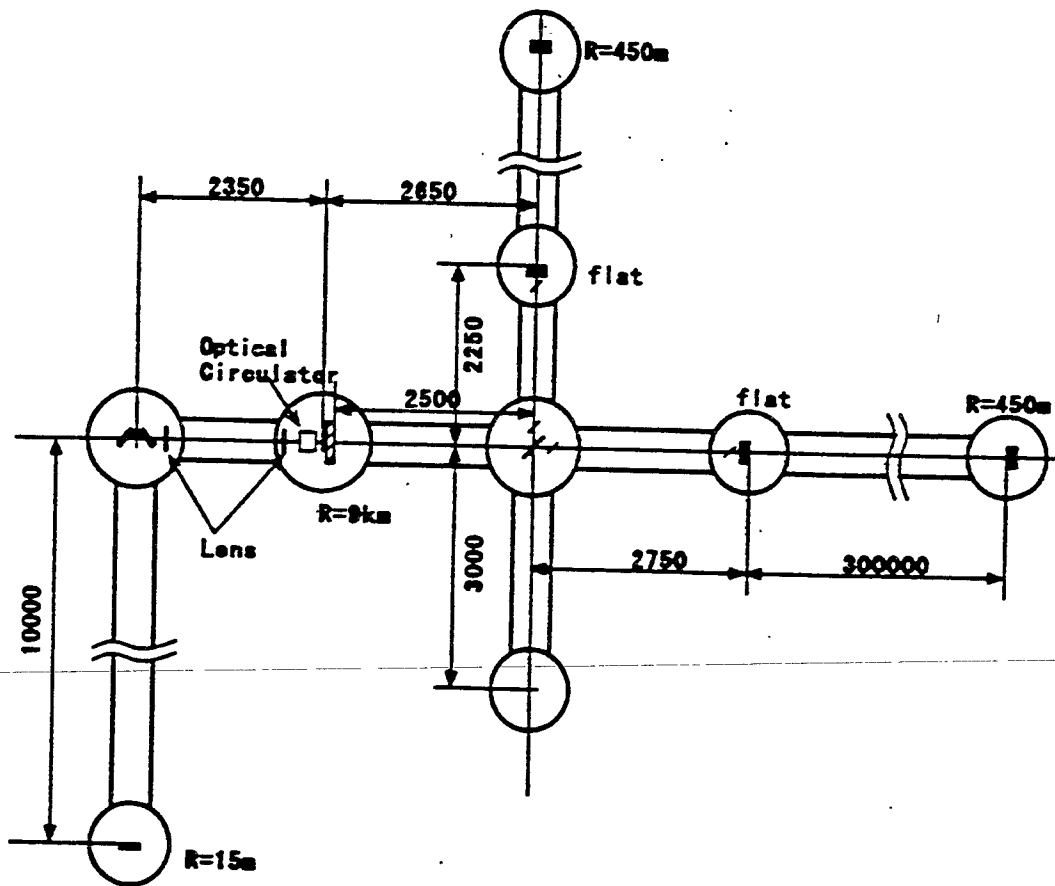 R=450m
2350
2650
flat
2250
Optical
Circulator
2500
flat
R=450m
R=9km
Lens
3000
2750
300000
10000
R=15m